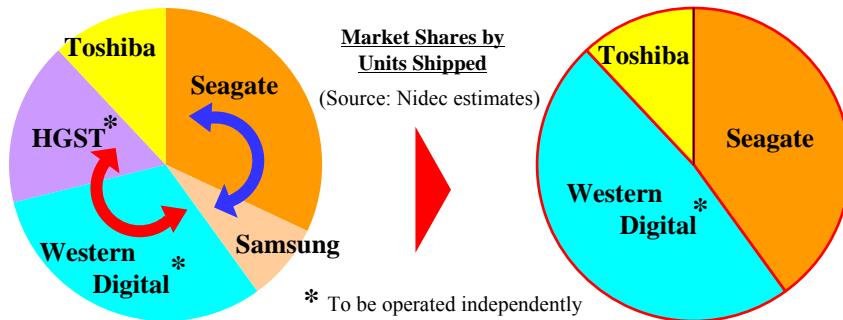 Toshiba
Seagate
HGST*
Western
Digital*
Samsung
Market Shares by
Units Shipped
(Source: Nidec estimates)
Toshiba
Seagate
Western
Digital*
* To be operated independently